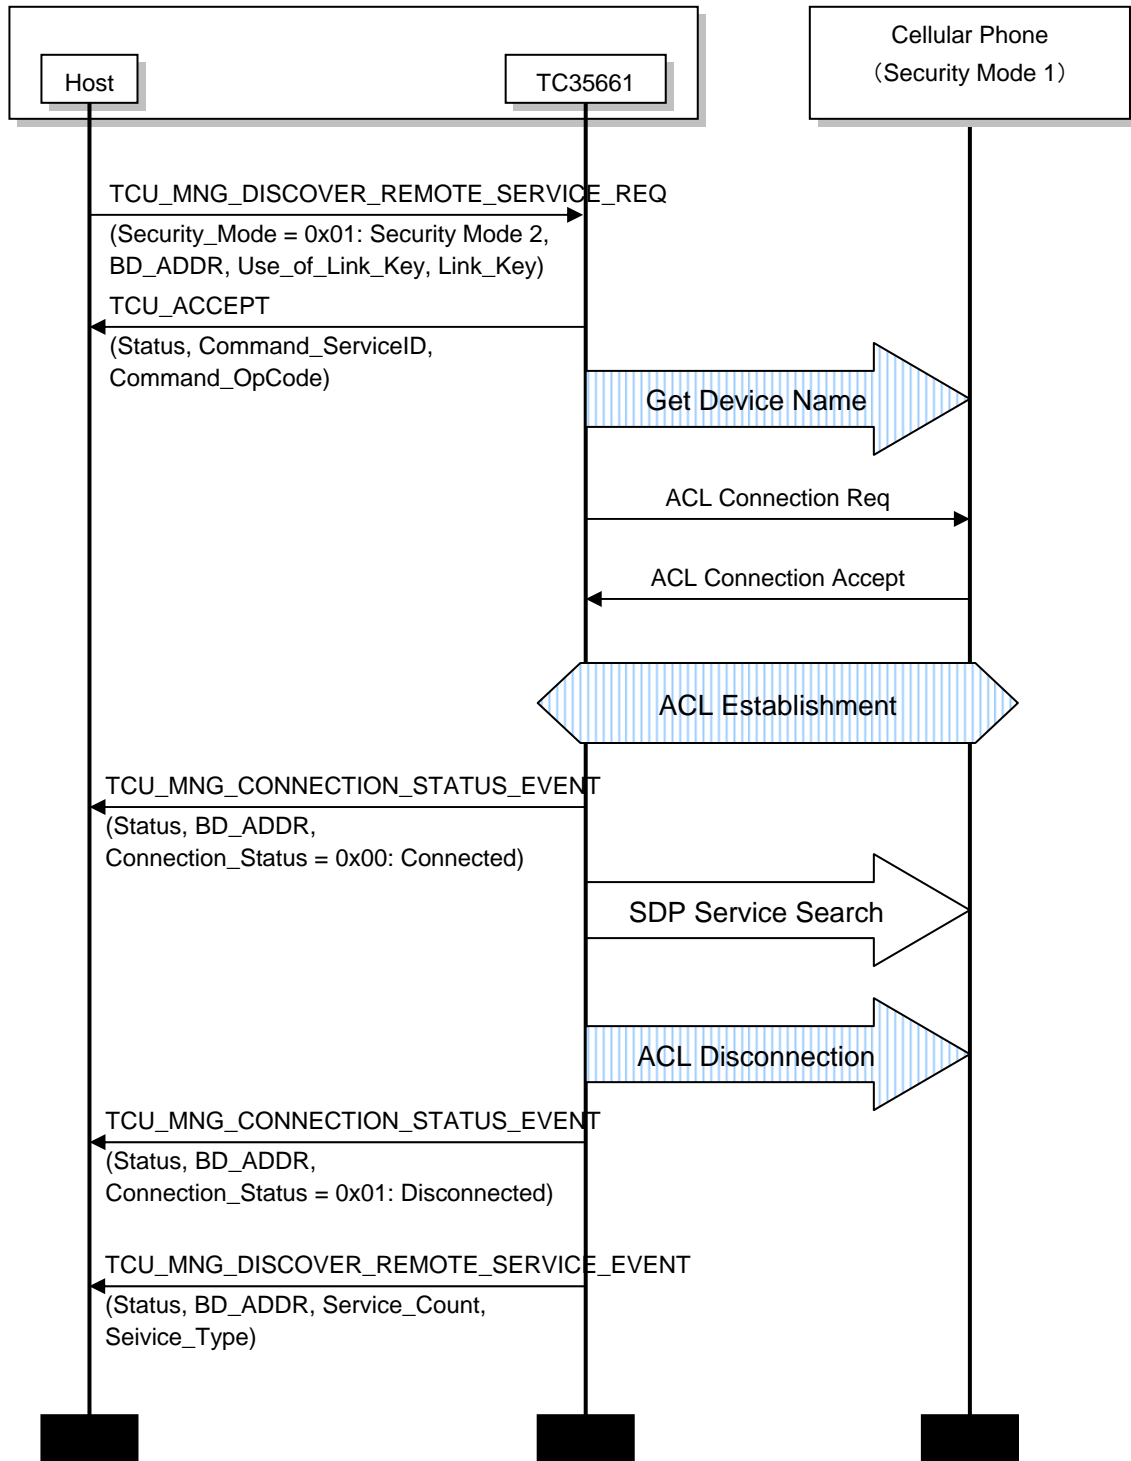 Cellular Phone
（Security Mode 1）
Host
TC35661
TCU_MNG_DISCOVER_REMOTE_SERVICE_REQ
(Security_Mode = 0x01: Security Mode 2,
BD_ADDR, Use_of_Link_Key, Link_Key)
TCU_ACCEPT
(Status, Command_ServiceID,
Command_OpCode)
Get Device Name
ACL Connection Req
ACL Connection Accept
ACL Establishment
TCU_MNG_CONNECTION_STATUS_EVENT
(Status, BD_ADDR,
Connection_Status = 0x00: Connected)
SDP Service Search
ACL Disconnection
TCU_MNG_CONNECTION_STATUS_EVENT
(Status, BD_ADDR,
Connection_Status = 0x01: Disconnected)
TCU_MNG_DISCOVER_REMOTE_SERVICE_EVENT
(Status, BD_ADDR, Service_Count,
Seivice_Type)